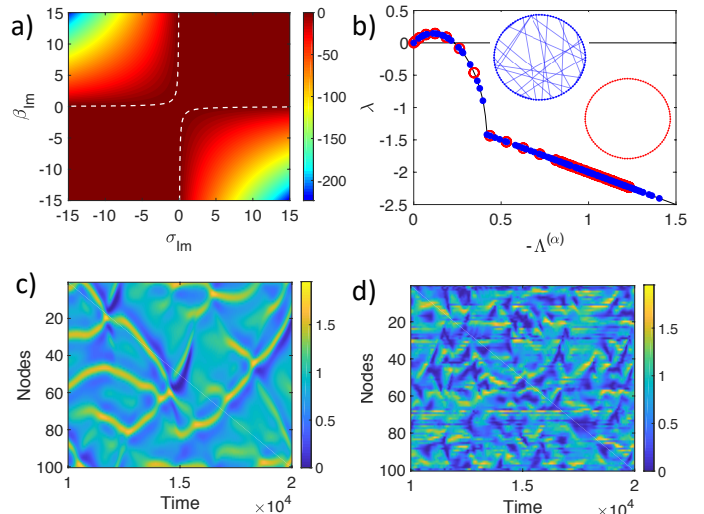 a)
15
10
5
0
-5
-10
-15
β_Im
-15 -10 -5 0 5 10 15
σ_Im
0
-50
-100
-150
-200
b)
0.5
0
-0.5
-1
-1.5
-2
-2.5
λ
0 0.5 1 1.5
-Λ^(α)
c)
20
40
60
80
100
Nodes
1 1.5 2
Time ×10^4
1.5
1
0.5
0
d)
20
40
60
80
100
Nodes
1 1.5 2
Time ×10^4
1.5
1
0.5
0